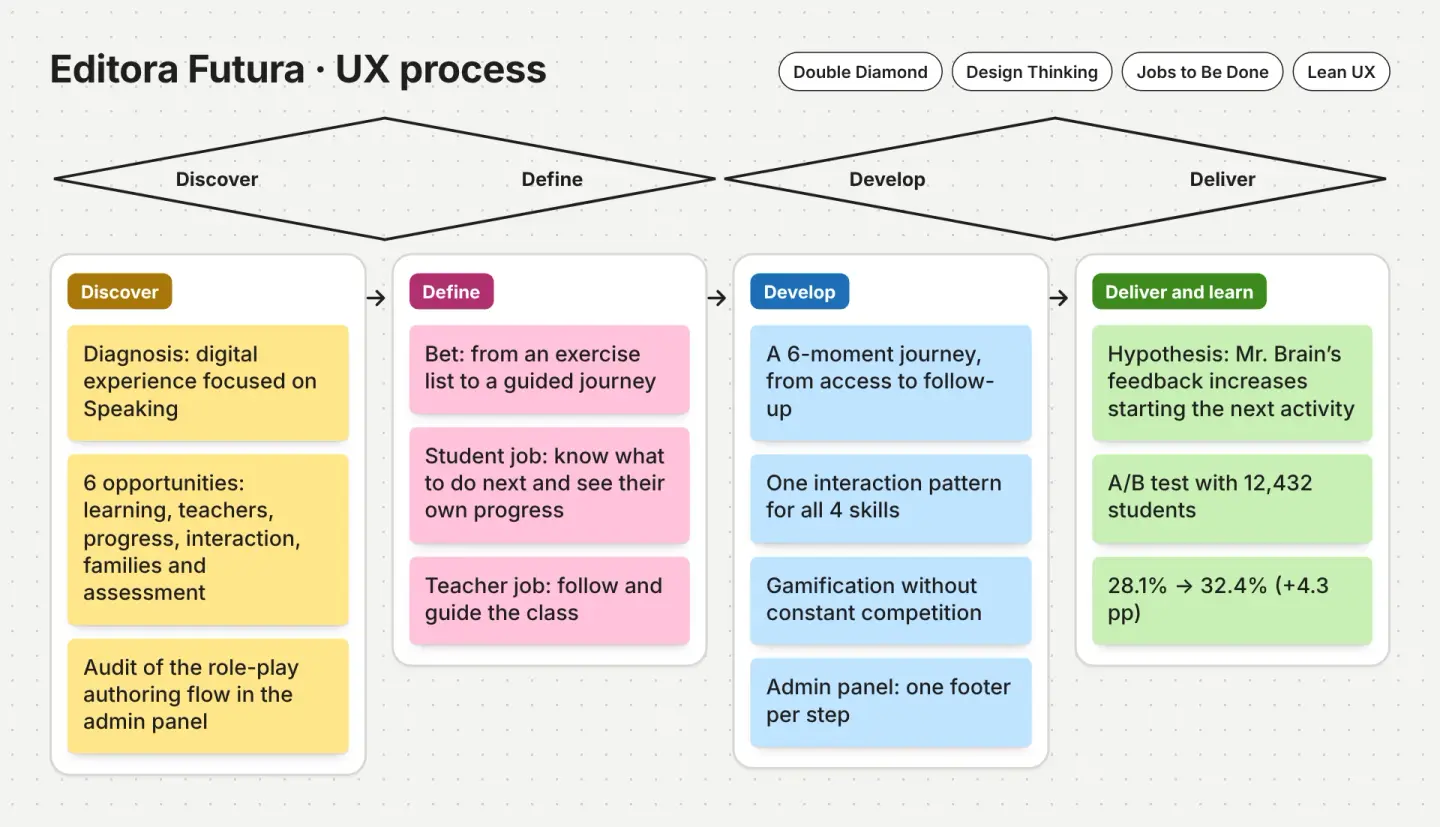 Editora Futura · UX process
Double Diamond
Design Thinking
Jobs to Be Done
Lean UX
Discover
Define
Develop
Deliver
Discover
Diagnosis: digital
experience focused on
Speaking
6 opportunities:
learning, teachers,
progress, interaction,
families and
assessment
Audit of the role-play
authoring flow in the
admin panel
→
Define
Bet: from an exercise
list to a guided journey
Student job: know what
to do next and see their
own progress
Teacher job: follow and
guide the class
→
Develop
A 6-moment journey,
from access to follow-
up
One interaction pattern
for all 4 skills
Gamification without
constant competition
Admin panel: one footer
per step
→
Deliver and learn
Hypothesis: Mr. Brain’s
feedback increases
starting the next activity
A/B test with 12,432
students
28.1% → 32.4% (+4.3
pp)